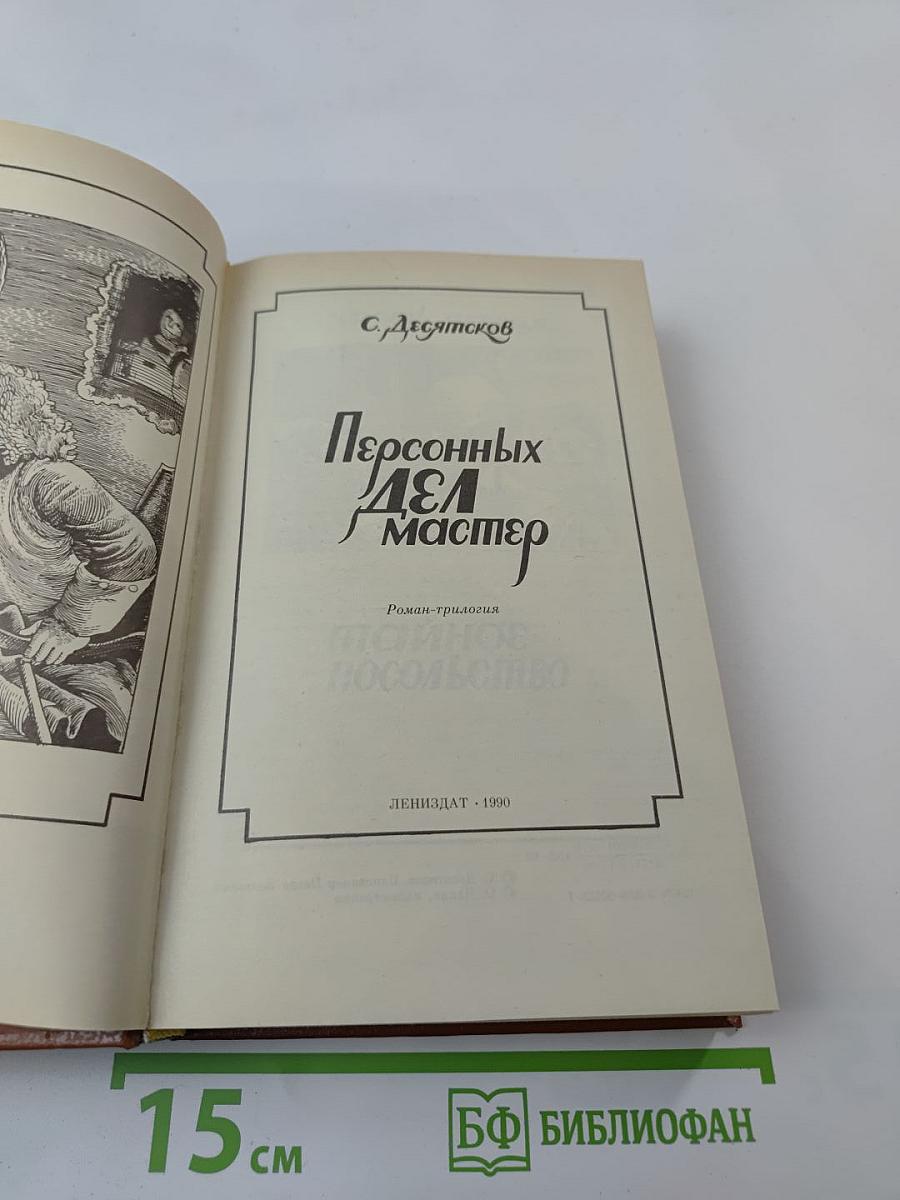 С. Десятсков
Персонных
дел
мастер
Роман-трилогия
ЛЕНИЗДАТ · 1990
15 см
БФ БИБЛИОФАН